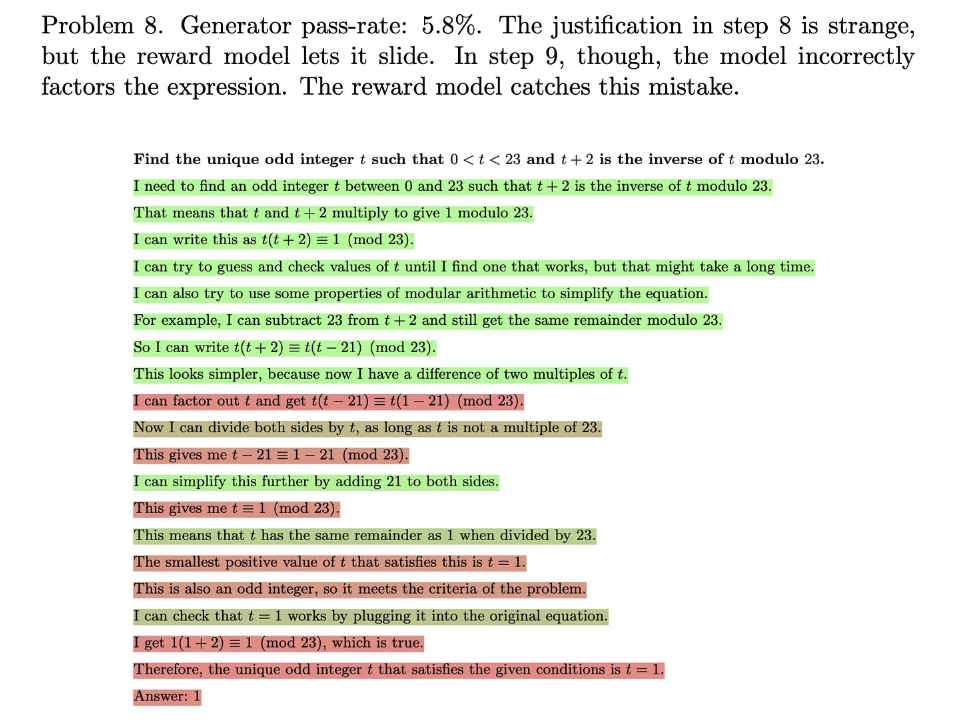 Problem 8. Generator pass-rate: 5.8%. The justification in step 8 is strange,
but the reward model lets it slide. In step 9, though, the model incorrectly
factors the expression. The reward model catches this mistake.
Find the unique odd integer t such that 0 < t < 23 and t + 2 is the inverse of t modulo 23.
I need to find an odd integer t between 0 and 23 such that t + 2 is the inverse of t modulo 23.
That means that t and t + 2 multiply to give 1 modulo 23.
I can write this as t(t + 2) ≡ 1 (mod 23).
I can try to guess and check values of t until I find one that works, but that might take a long time.
I can also try to use some properties of modular arithmetic to simplify the equation.
For example, I can subtract 23 from t + 2 and still get the same remainder modulo 23.
So I can write t(t + 2) ≡ t(t − 21) (mod 23).
This looks simpler, because now I have a difference of two multiples of t.
I can factor out t and get t(t − 21) ≡ t(1 − 21) (mod 23).
Now I can divide both sides by t, as long as t is not a multiple of 23.
This gives me t − 21 ≡ 1 − 21 (mod 23).
I can simplify this further by adding 21 to both sides.
This gives me t ≡ 1 (mod 23).
This means that t has the same remainder as 1 when divided by 23.
The smallest positive value of t that satisfies this is t = 1.
This is also an odd integer, so it meets the criteria of the problem.
I can check that t = 1 works by plugging it into the original equation.
I get 1(1 + 2) ≡ 1 (mod 23), which is true.
Therefore, the unique odd integer t that satisfies the given conditions is t = 1.
Answer: 1